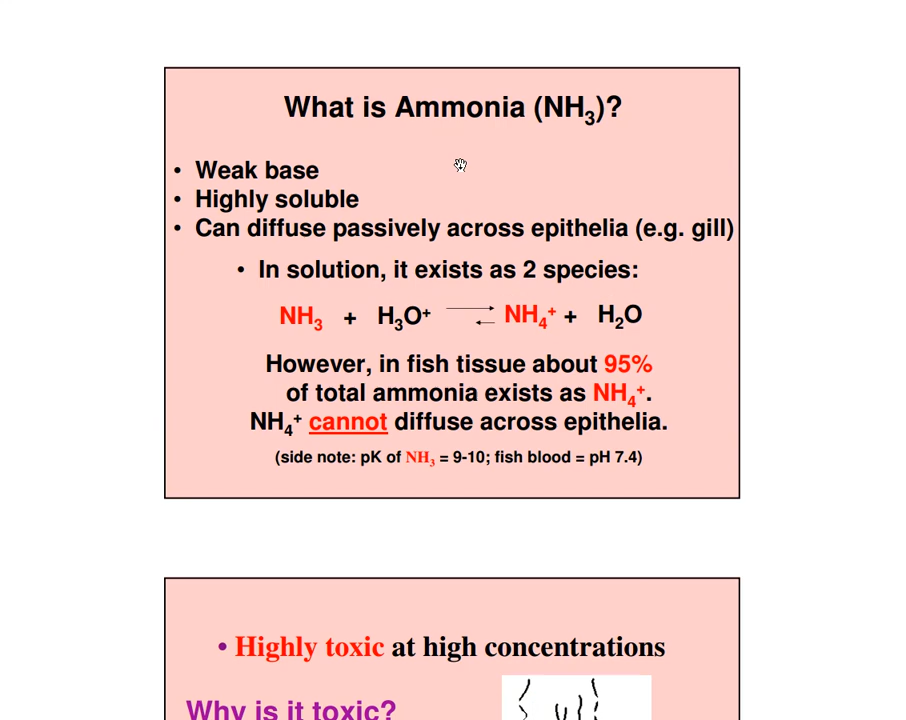 What is Ammonia (NH₃)?
• Weak base
• Highly soluble
• Can diffuse passively across epithelia (e.g. gill)
• In solution, it exists as 2 species:
NH₃ + H₃O⁺ ⇄ NH₄⁺ + H₂O
However, in fish tissue about 95%
of total ammonia exists as NH₄⁺.
NH₄⁺ cannot diffuse across epithelia.
(side note: pK of NH₃ = 9-10; fish blood = pH 7.4)
• Highly toxic at high concentrations
Why is it toxic?